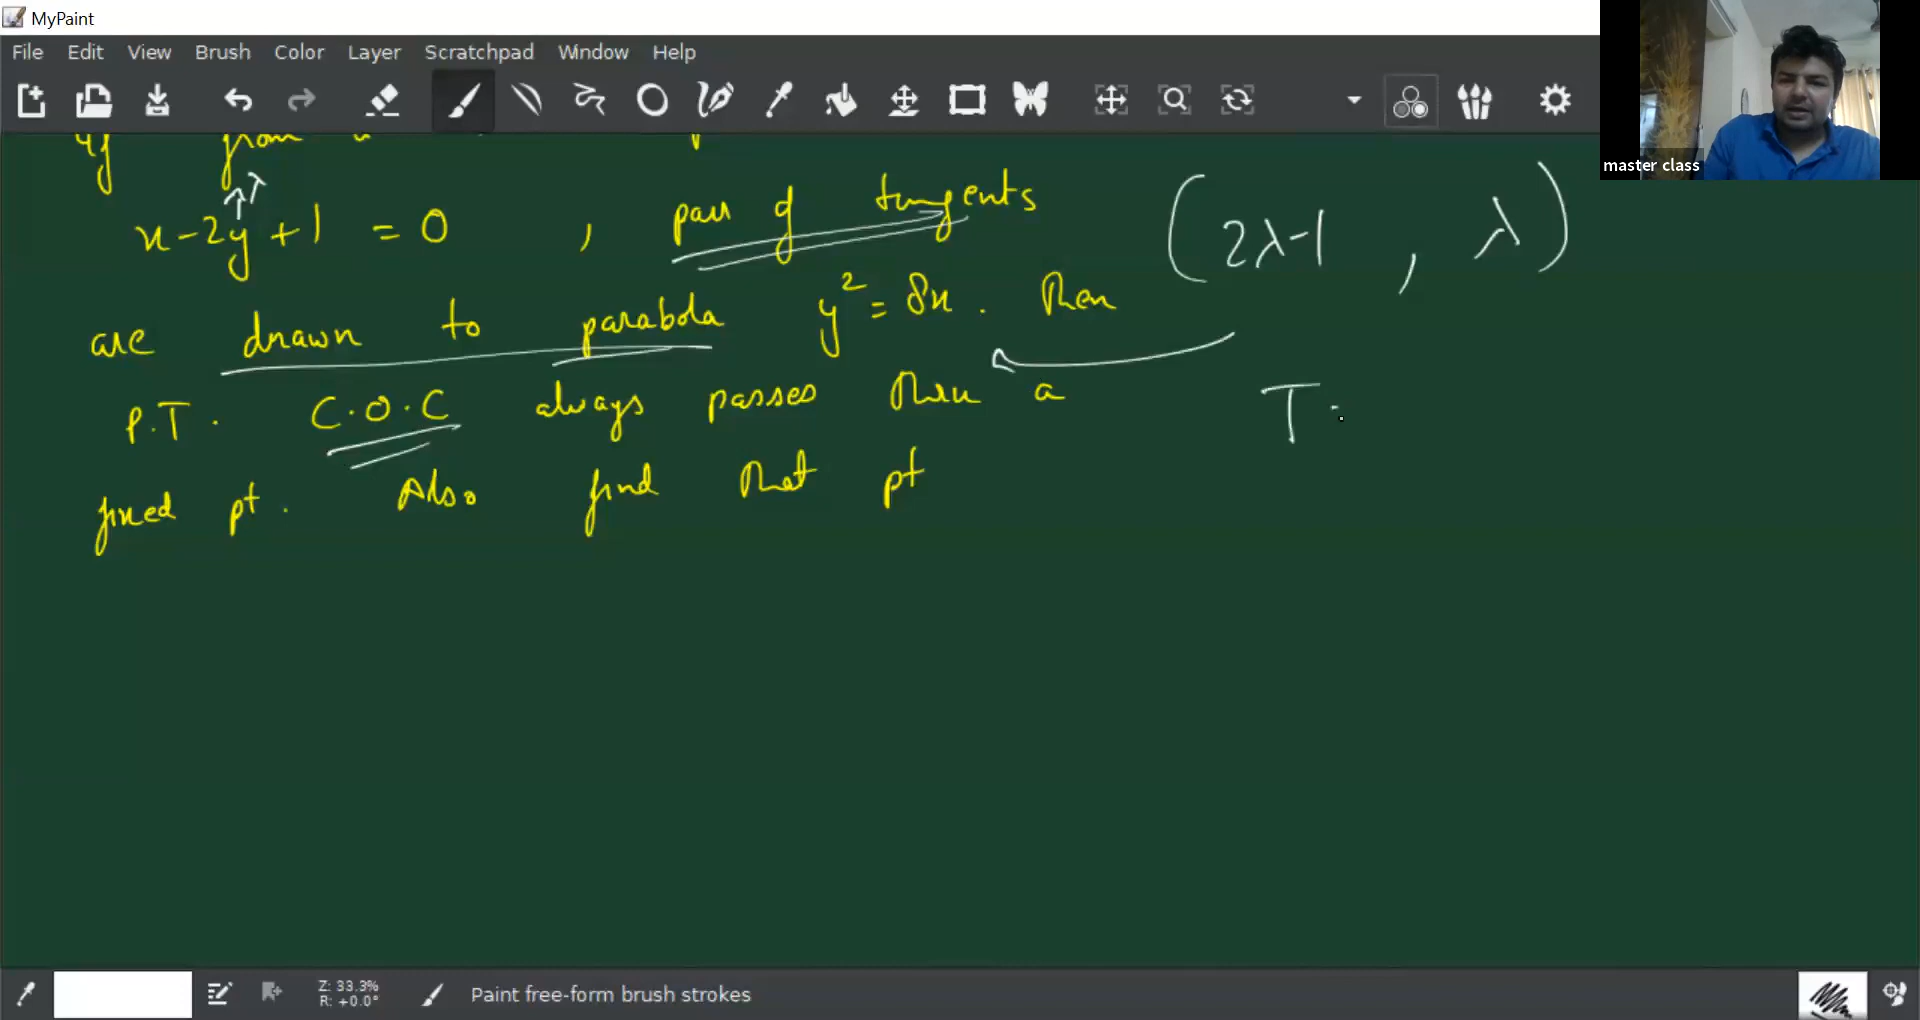 MyPaint
File Edit View Brush Color Layer Scratchpad Window Help
master class
from a
x-2y+1 = 0 , pair of tangents
λ
(2λ-1 , λ)
are drawn to parabola y² = 8x . Then
P.T. C.O.C always passes thru a
T =
fixed pt. Also find that pt
Z: 33.3%
R: +0.0°
Paint free-form brush strokes